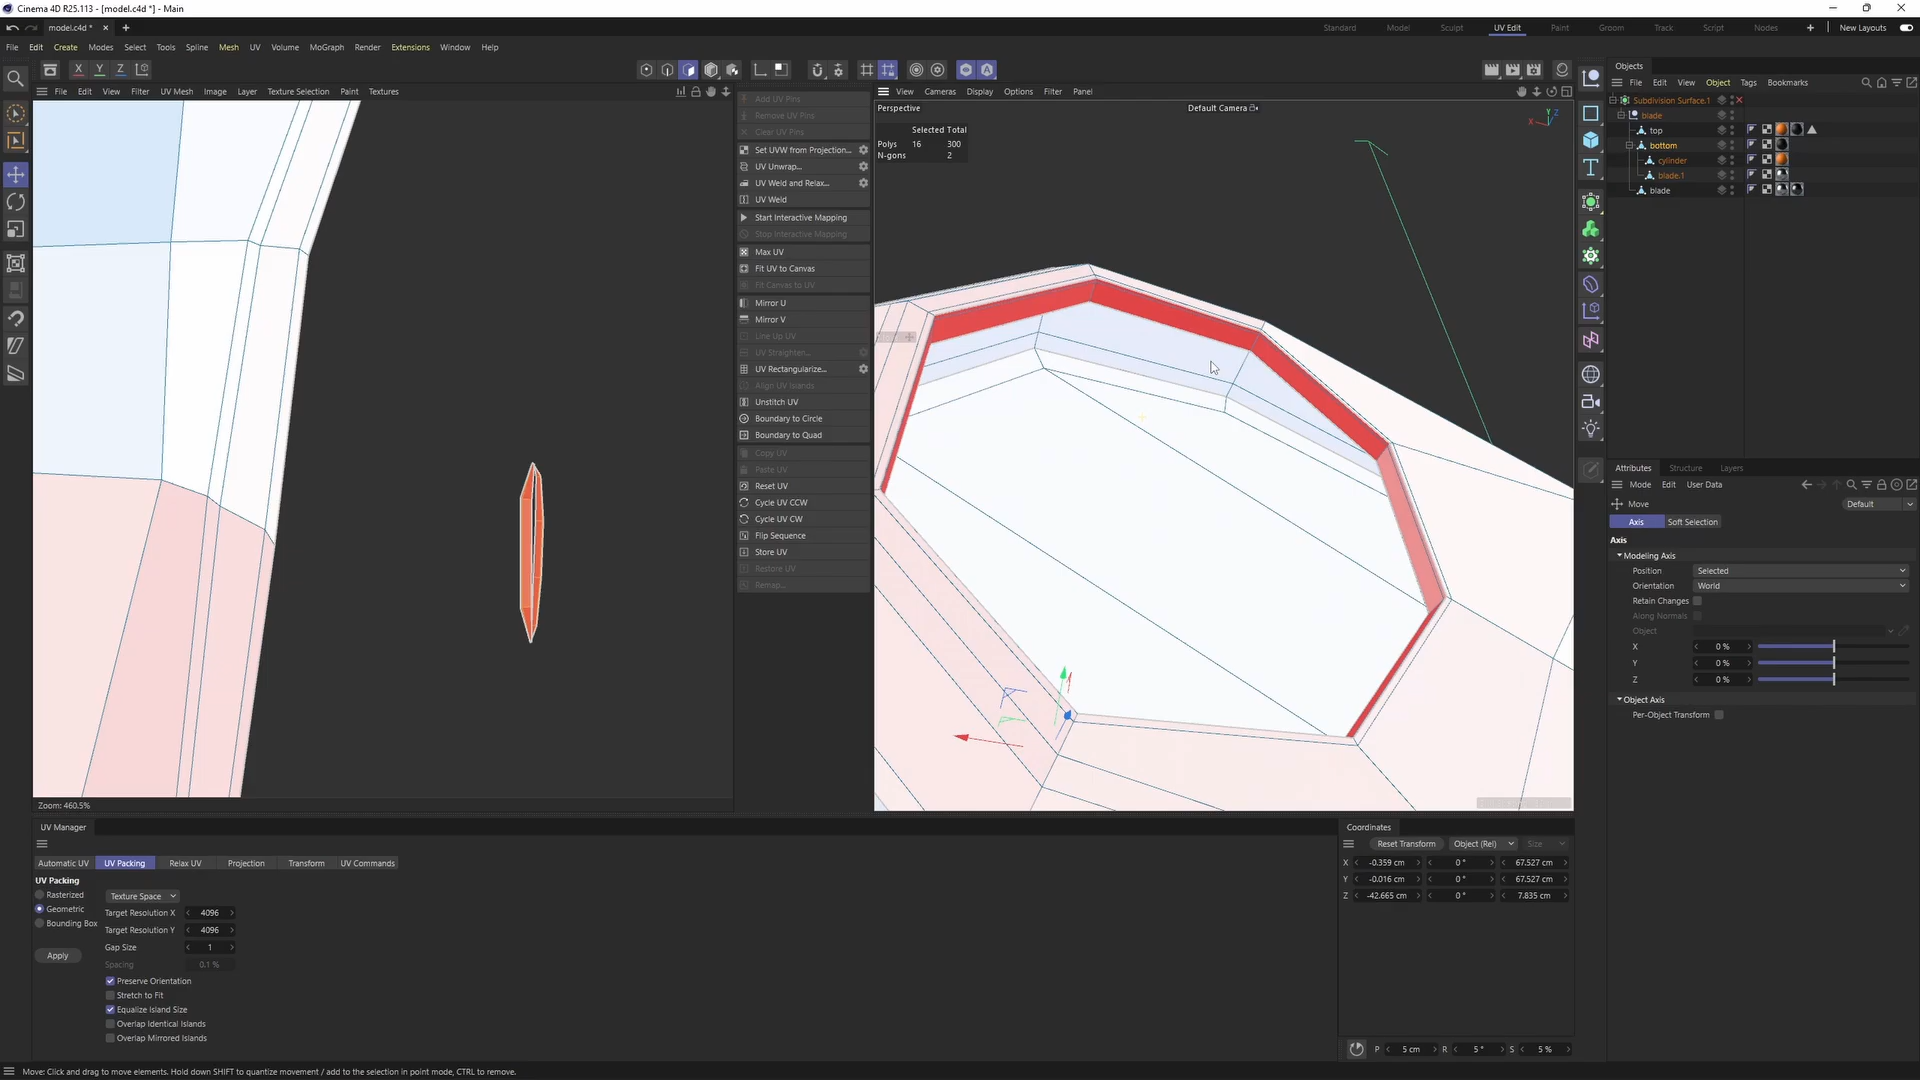 Cinema 4D R25.113 - [model.c4d *] - Main
model.c4d *
Standard Model Sculpt UV Edit Paint Groom Track Script Nodes New Layouts
File Edit Create Modes Select Tools Spline Mesh UV Volume MoGraph Render Extensions Window Help
Objects
File Edit View Filter UV Mesh Image Layer Texture Selection Paint Textures
View Cameras Display Options Filter Panel
File Edit View Object Tags Bookmarks
Perspective
Default Camera
Selected Total
Polys 16 300
N-gons 2
Add UV Pins
Remove UV Pins
Clear UV Pins
Set UVW from Projection...
UV Unwrap...
UV Weld and Relax...
UV Weld
Start Interactive Mapping
Stop Interactive Mapping
Max UV
Fit UV to Canvas
Fit Canvas to UV
Mirror U
Mirror V
Line Up UV
UV Straighten...
UV Rectangularize...
Align UV Islands
Unstitch UV
Boundary to Circle
Boundary to Quad
Copy UV
Paste UV
Reset UV
Cycle UV CCW
Cycle UV CW
Flip Sequence
Store UV
Restore UV
Remap...
Subdivision Surface.1
blade
top
bottom
cylinder
blade.1
blade
Attributes Structure Layers
Mode Edit User Data
Move Default
Axis Soft Selection
Axis
Modeling Axis
Position Selected
Orientation World
Retain Changes
Along Normals
Object
X 0 %
Y 0 %
Z 0 %
Object Axis
Per-Object Transform
Zoom: 460.5%
UV Manager
Automatic UV UV Packing Relax UV Projection Transform UV Commands
UV Packing
Rasterized
Geometric
Bounding Box
Apply
Texture Space
Target Resolution X 4096
Target Resolution Y 4096
Gap Size 1
Spacing 0.1 %
Preserve Orientation
Stretch to Fit
Equalize Island Size
Overlap Identical Islands
Overlap Mirrored Islands
Coordinates
Reset Transform Object (Rel) Size
X -0.359 cm 0 ° 67.527 cm
Y -0.016 cm 0 ° 67.527 cm
Z -42.665 cm 0 ° 7.835 cm
P 5 cm R 5 ° S 5 %
Move: Click and drag to move elements. Hold down SHIFT to quantize movement / add to the selection in point mode, CTRL to remove.